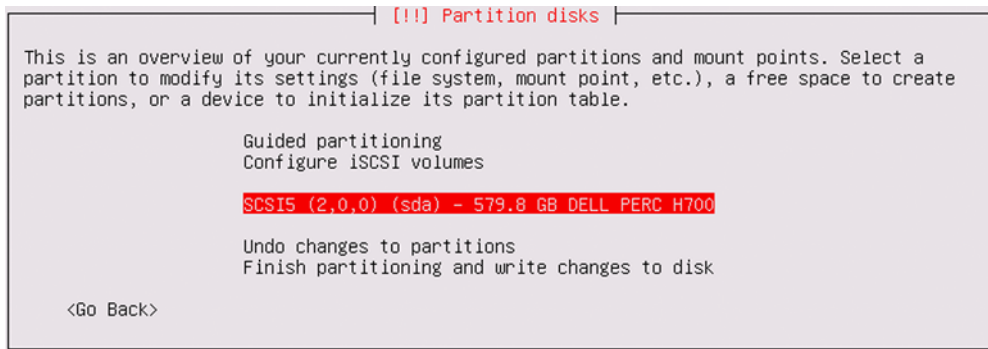 [!!] Partition disks
This is an overview of your currently configured partitions and mount points. Select a
partition to modify its settings (file system, mount point, etc.), a free space to create
partitions, or a device to initialize its partition table.
Guided partitioning
Configure iSCSI volumes
SCSI5 (2,0,0) (sda) - 579.8 GB DELL PERC H700
Undo changes to partitions
Finish partitioning and write changes to disk
<Go Back>